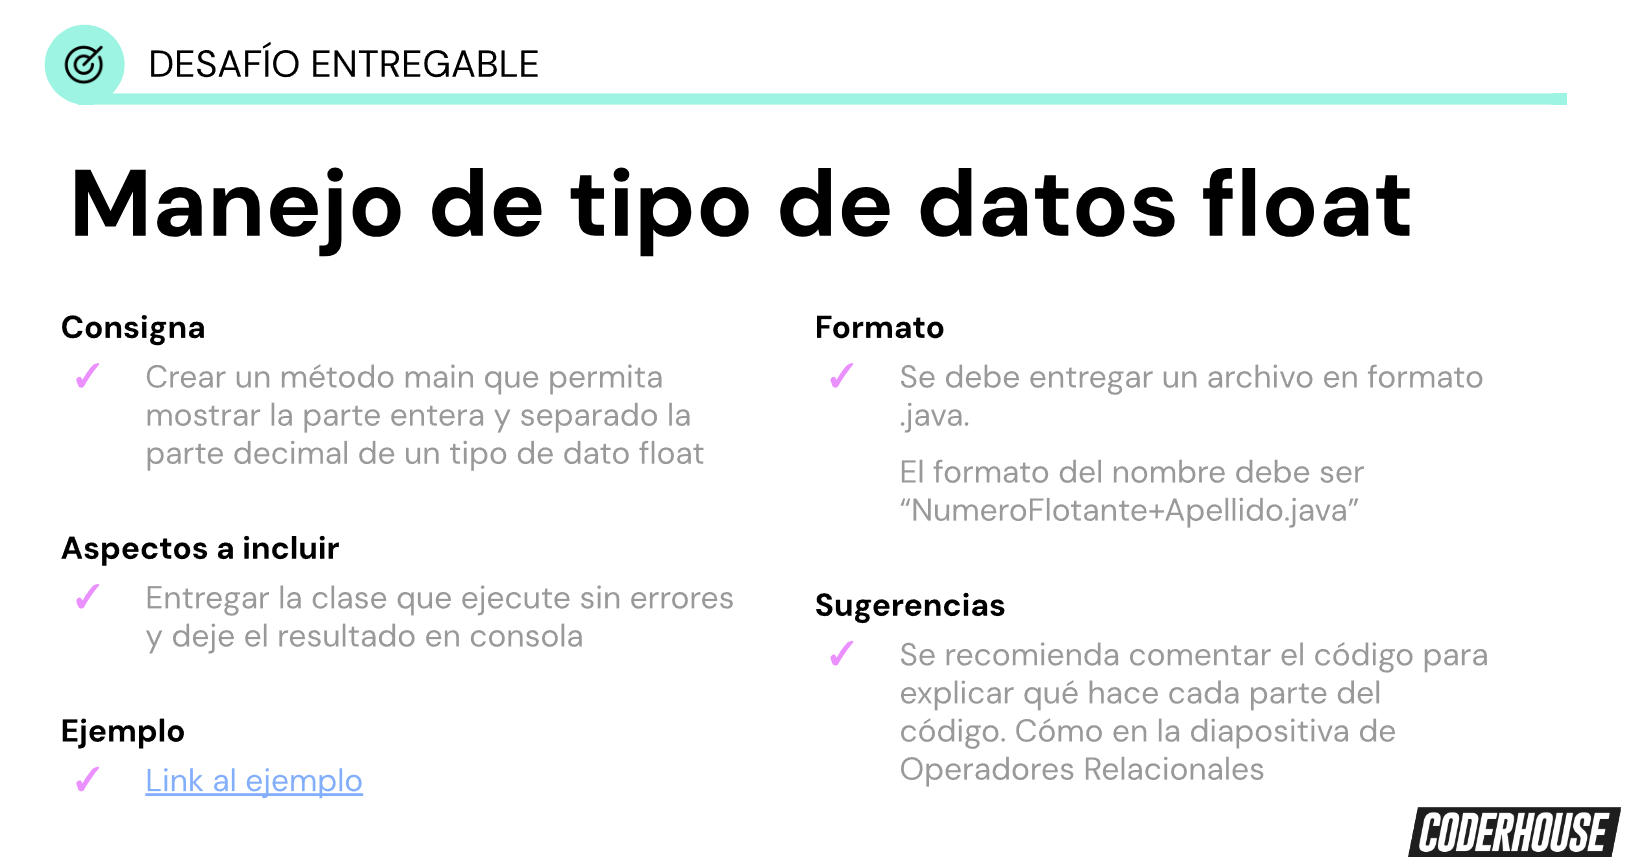 DESAFÍO ENTREGABLE
Manejo de tipo de datos float
Consigna
✓ Crear un método main que permita
mostrar la parte entera y separado la
parte decimal de un tipo de dato float
Aspectos a incluir
✓ Entregar la clase que ejecute sin errores
y deje el resultado en consola
Ejemplo
✓ Link al ejemplo
Formato
✓ Se debe entregar un archivo en formato
.java.
El formato del nombre debe ser
“NumeroFlotante+Apellido.java”
Sugerencias
✓ Se recomienda comentar el código para
explicar qué hace cada parte del
código. Cómo en la diapositiva de
Operadores Relacionales
CODERHOUSE